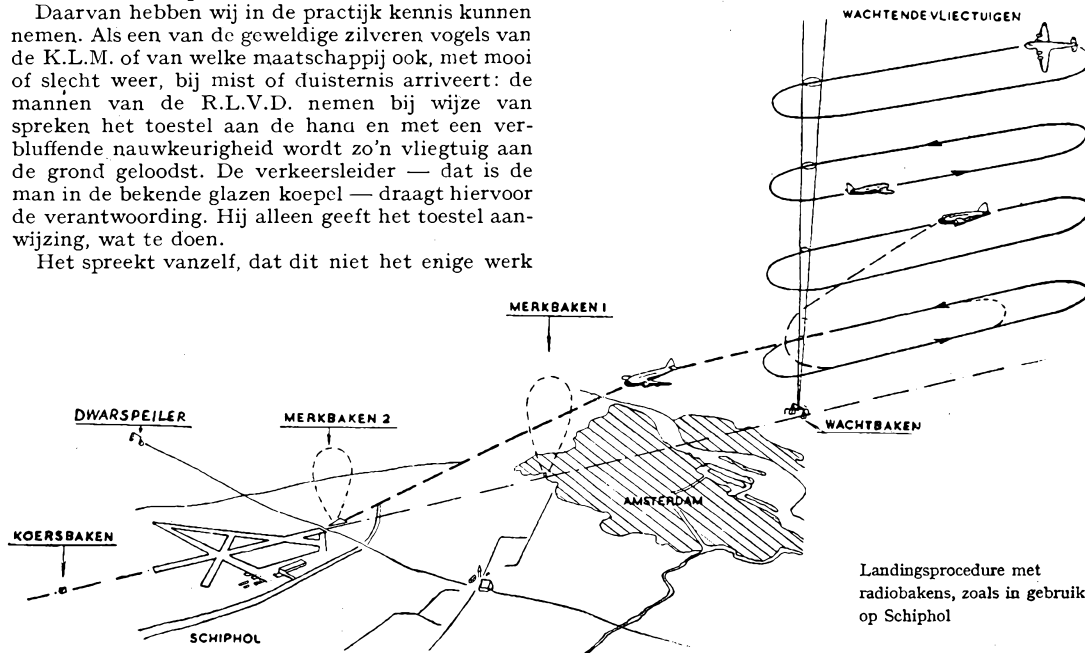 Daarvan hebben wij in de practijk kennis kunnen
nemen. Als een van de geweldige zilveren vogels van
de K.L.M. of van welke maatschappij ook, met mooi
of slecht weer, bij mist of duisternis arriveert: de
mannen van de R.L.V.D. nemen bij wijze van
spreken het toestel aan de hand en met een ver-
bluffende nauwkeurigheid wordt zo'n vliegtuig aan
de grond geloodst. De verkeersleider — dat is de
man in de bekende glazen koepel — draagt hiervoor
de verantwoording. Hij alleen geeft het toestel aan-
wijzing, wat te doen.
Het spreekt vanzelf, dat dit niet het enige werk
WACHTENDE VLIEGTUIGEN
MERKBAKEN 1
DWARSPEILER
MERKBAKEN 2
WACHTBAKEN
AMSTERDAM
KOERSBAKEN
SCHIPHOL
Landingsprocedure met
radiobakens, zoals in gebruik
op Schiphol